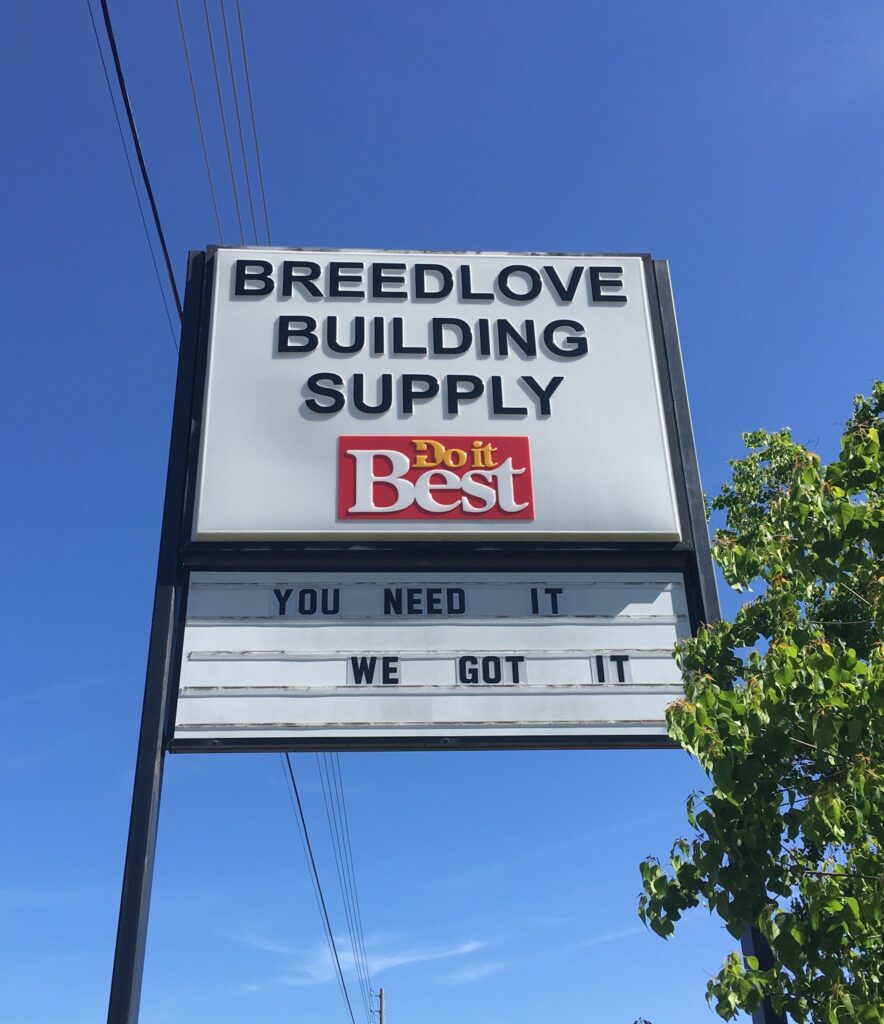 BREEDLOVE
BUILDING
SUPPLY
Do it
Best
YOU NEED IT
WE GOT IT